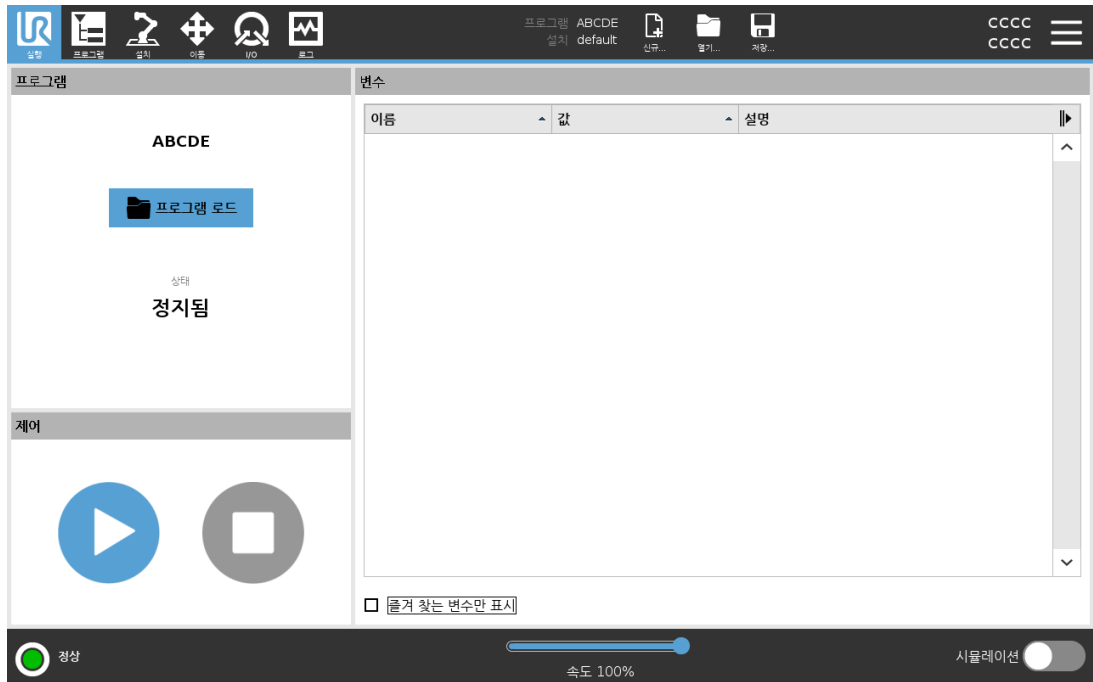 프로그램 ABCDE
설치 default
cccc
cccc
실행 프로그램 설치 이동 I/O 로그
신규... 열기... 저장...
프로그램
ABCDE
프로그램 로드
상태
정지됨
제어
변수
이름 값 설명
즐겨 찾는 변수만 표시
정상
속도 100%
시뮬레이션